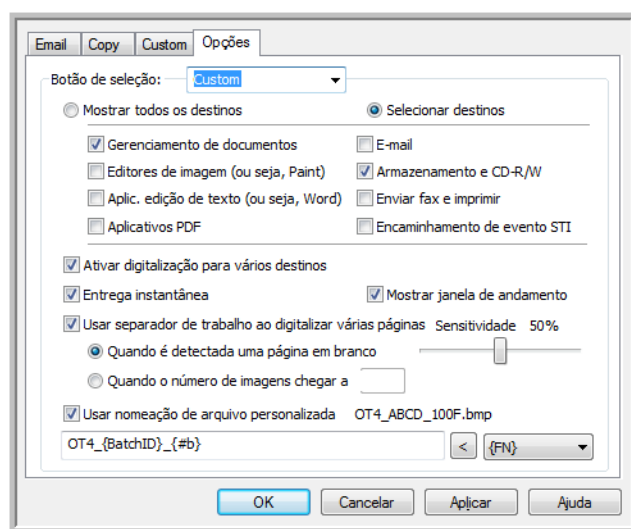 Email Copy Custom Opções
Botão de seleção: Custom
Mostrar todos os destinos Selecionar destinos
Gerenciamento de documentos E-mail
Editores de imagem (ou seja, Paint) Armazenamento e CD-R/W
Aplic. edição de texto (ou seja, Word) Enviar fax e imprimir
Aplicativos PDF Encaminhamento de evento STI
Ativar digitalização para vários destinos
Entrega instantânea Mostrar janela de andamento
Usar separador de trabalho ao digitalizar várias páginas Sensitividade 50%
Quando é detectada uma página em branco
Quando o número de imagens chegar a
Usar nomeação de arquivo personalizada OT4_ABCD_100F.bmp
OT4_{BatchID}_{#b} < {FN}
OK Cancelar Aplicar Ajuda